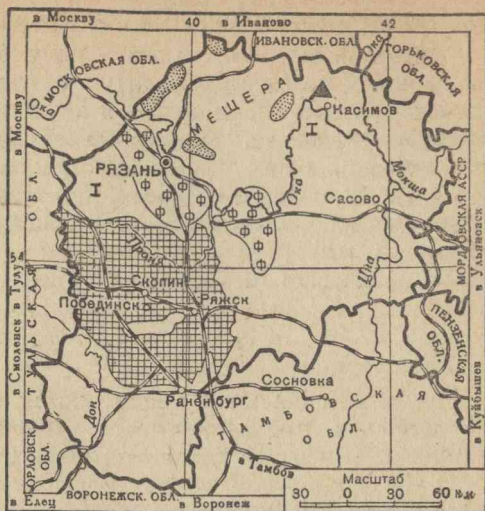 в Москву
40
в Иваново
42
МОСКОВСКАЯ ОБЛ.
ИВАНОВСК. ОБЛ.
Ока
ГОРЬКОВСКАЯ
ОБЛ.
Ока
в Москву
МЕЩЕРА
Касимов
I
РЯЗАНЬ
I
Ока
Мокша
МОРДОВСКАЯ АССР
в Ульяновск
Сасово
Проня
Цна
в Смоленск
в Тулу
ТУЛЬСКАЯ ОБЛ.
Скопин
Побединск
Ряжск
ПЕНЗЕНСКАЯ
ОБЛ.
в Куйбышев
Раненбург
Сосновка
ТАМБОВСКАЯ
ОБЛ.
Дон
ОРЛОВСК.
ОБЛ.
в Тамбов
ВОРОНЕЖСК. ОБЛ.
в Елец
в Воронеж
Масштаб
30 0 30 60 км